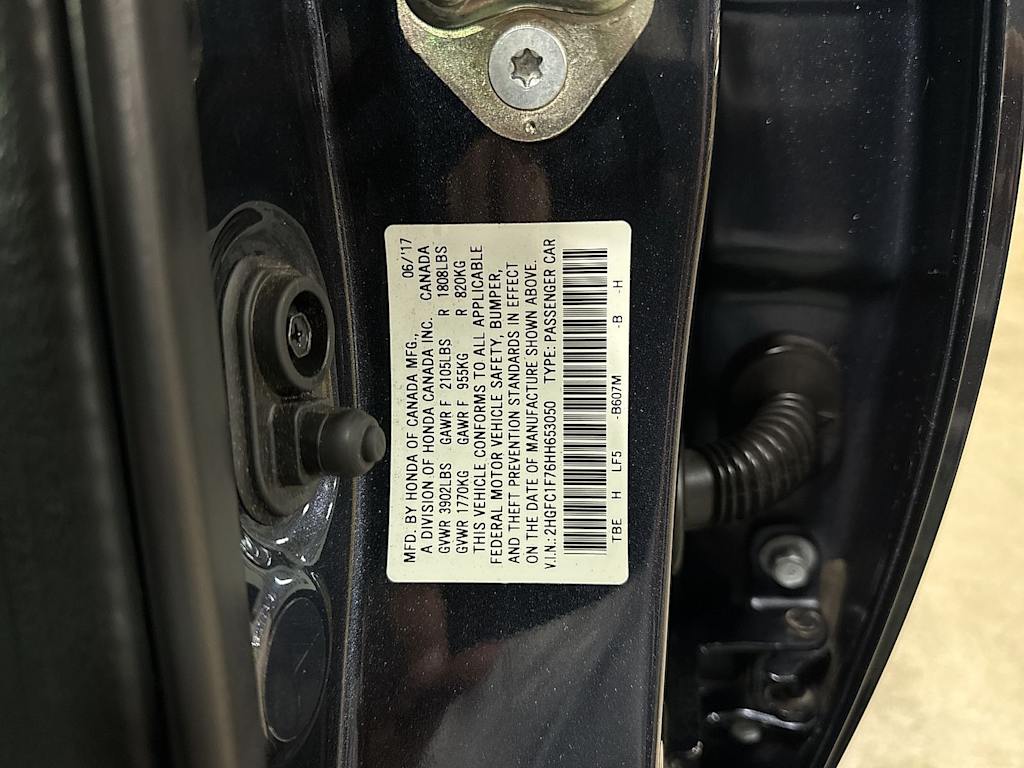 MFD. BY HONDA OF CANADA MFG., 06/17
A DIVISION OF HONDA CANADA INC. CANADA
GVWR 3902LBS GAWR F 2105LBS R 1808LBS
GVWR 1770KG GAWR F 955KG R 820KG
THIS VEHICLE CONFORMS TO ALL APPLICABLE
FEDERAL MOTOR VEHICLE SAFETY, BUMPER,
AND THEFT PREVENTION STANDARDS IN EFFECT
ON THE DATE OF MANUFACTURE SHOWN ABOVE.
V.I.N.: 2HGFC1F76HH653050 TYPE: PASSENGER CAR
TBE H LF5 -B607M -B -H